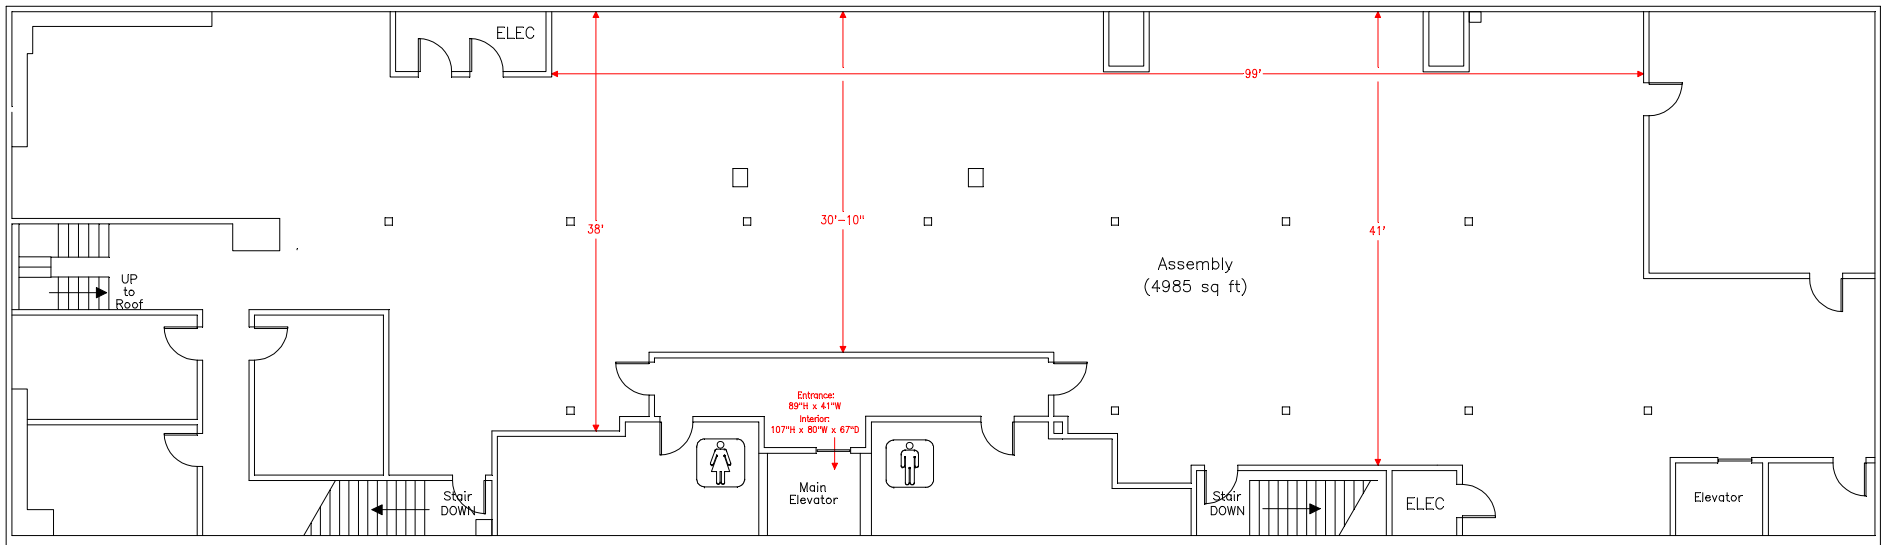 ELEC
99'
38'
30'-10"
41'
Assembly
(4985 sq ft)
UP
to
Roof
Entrance:
89"H x 41"W
Interior:
107"H x 80"W x 67"D
Stair
DOWN
Main
Elevator
Stair
DOWN
ELEC
Elevator